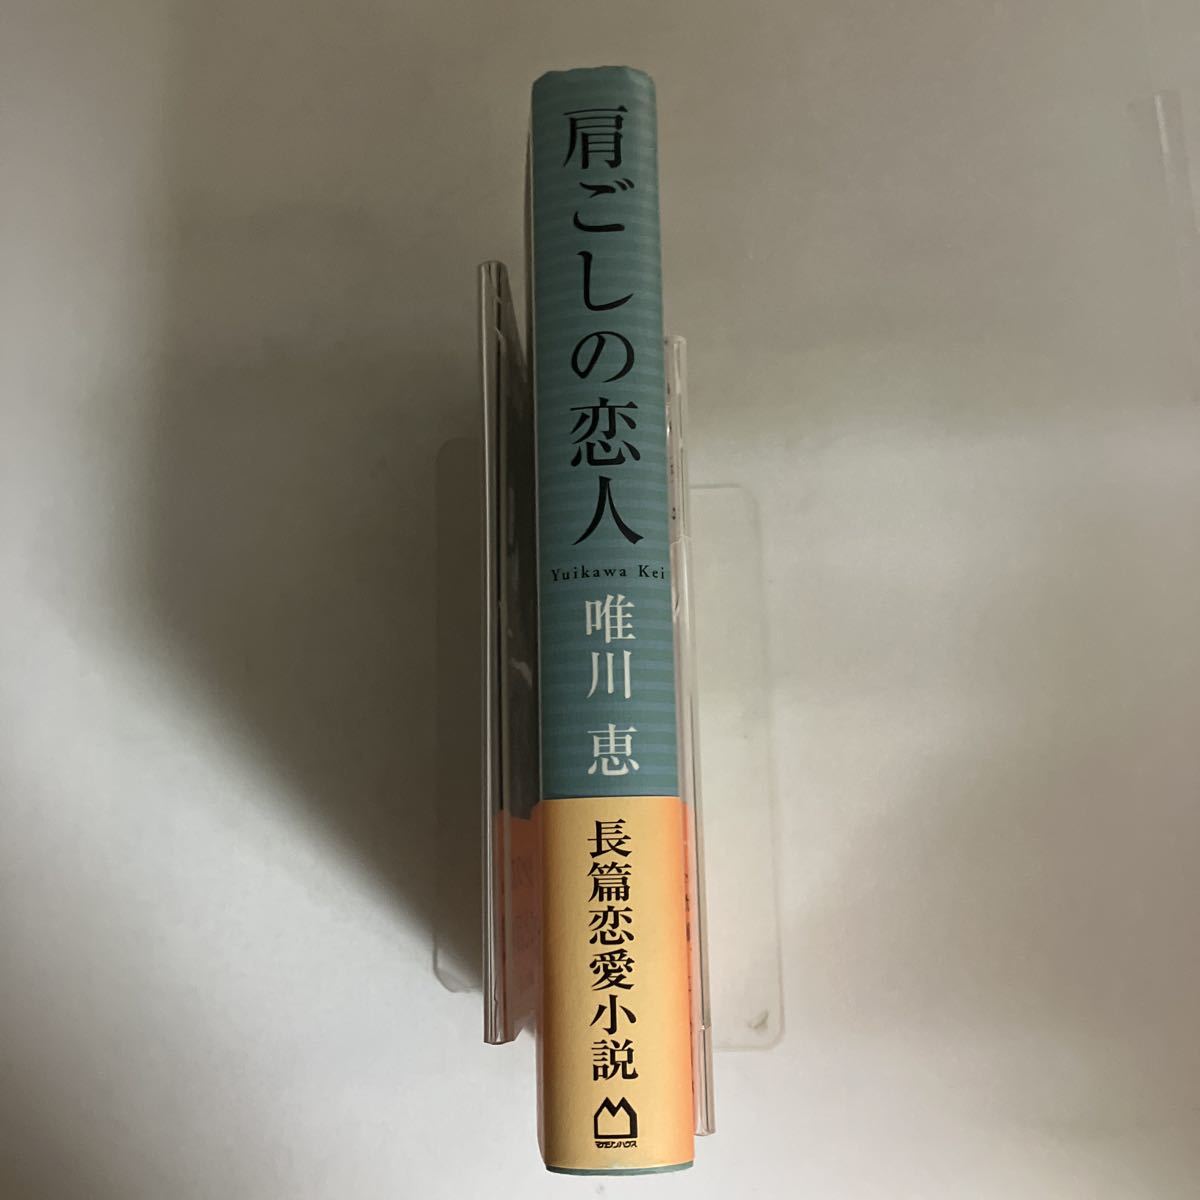 肩ごしの恋人
Yuikawa Kei
唯川 恵
長篇恋愛小説
マガジンハウス